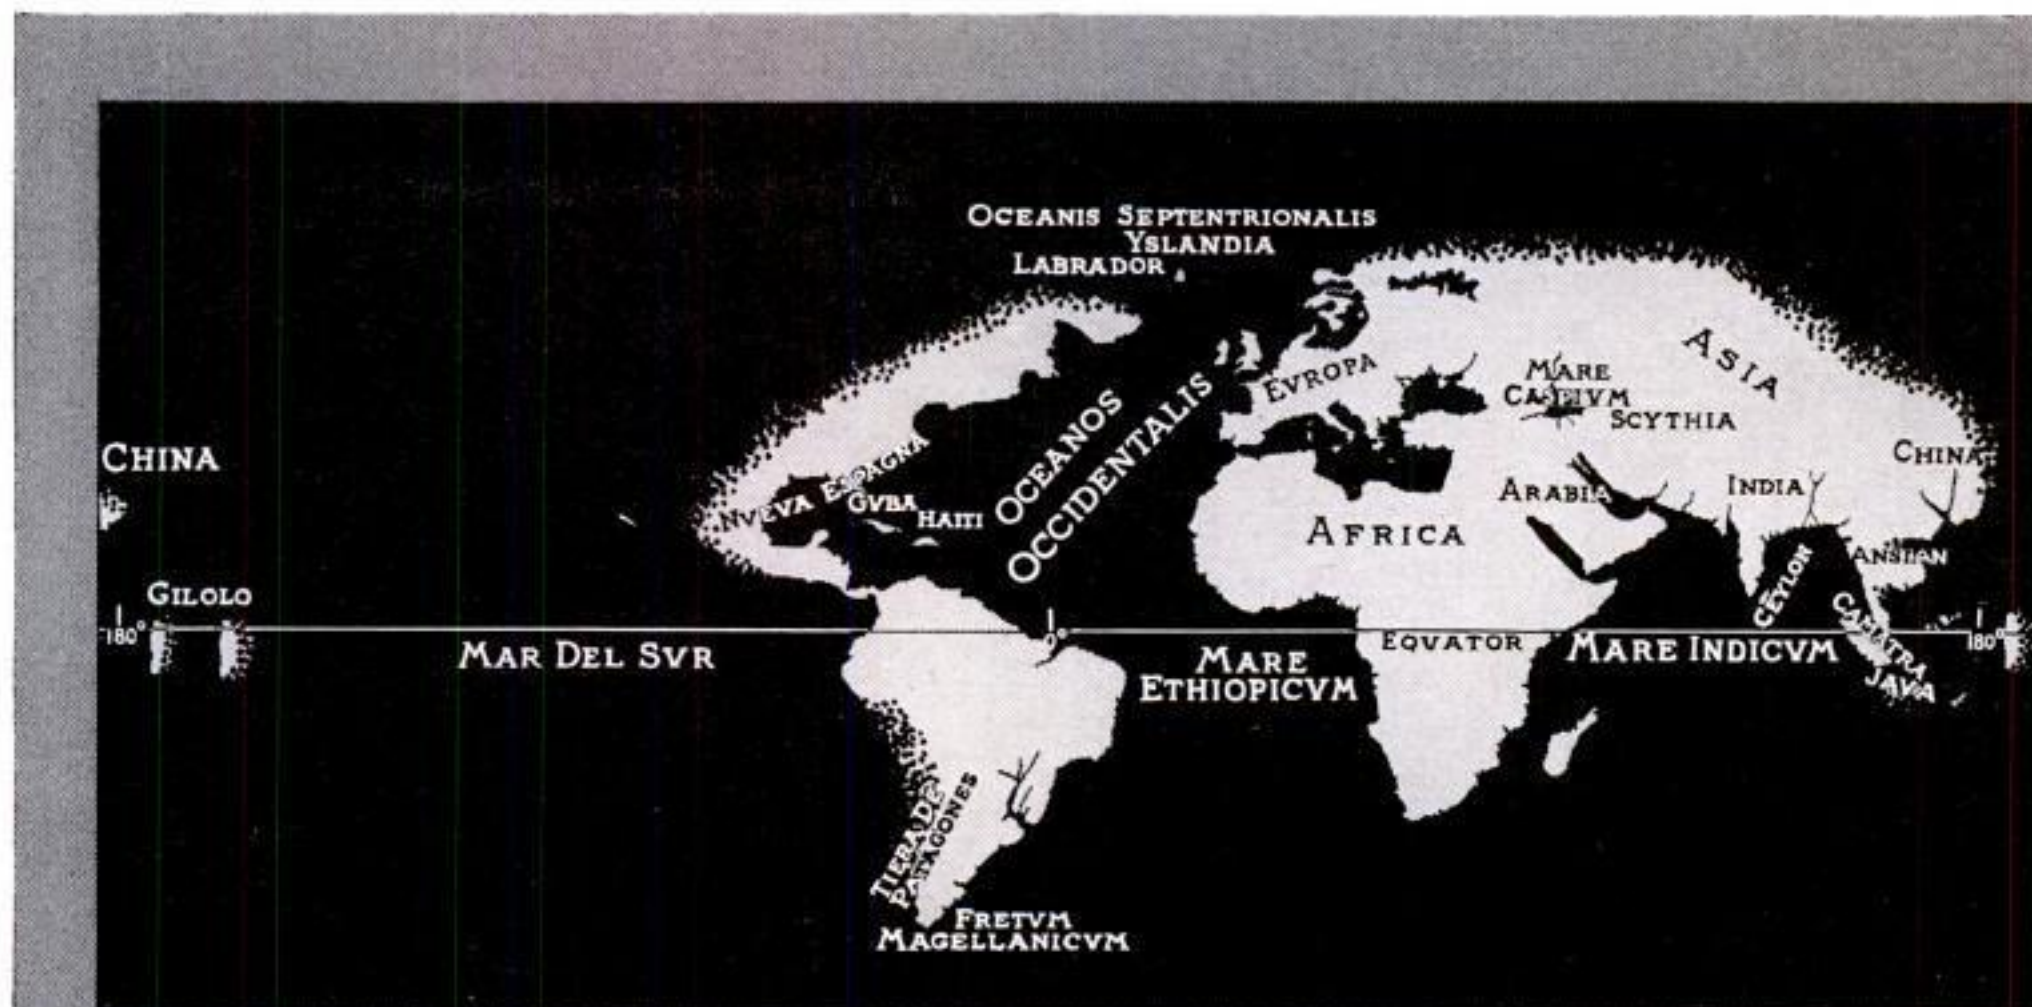 OCEANIS SEPTENTRIONALIS
YSLANDIA
LABRADOR
ASIA
EVROPA
MARE
CASPIVM
SCYTHIA
CHINA
CHINA
NVEVA ESPAGNA
OCEANOS
OCCIDENTALIS
GVBA
HAITI
ARABIA
INDIA
AFRICA
ANSIAN
CEYLON
GILOLO
180°
0°
EQVATOR
180°
MAR DEL SVR
MARE
ETHIOPICVM
MARE INDICVM
CAMATRA
JAVA
TIERA DE
PATAGONES
FRETVM
MAGELLANICVM